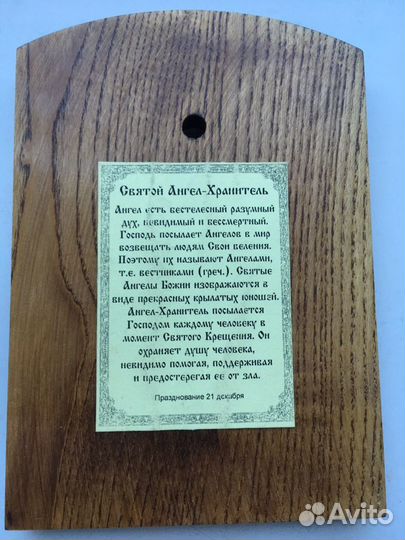 Святой Ангел-Хранитель
Ангел есть бестелесный разумный
дух, невидимый и бессмертный.
Господь посылает Ангелов в мир
возвещать людям Свои веления.
Поэтому их называют Ангелами,
т.е. вестниками (греч.). Святые
Ангелы Божии изображаются в
виде прекрасных крылатых юношей.
Ангел-Хранитель посылается
Господом каждому человеку в
момент Святого Крещения. Он
охраняет душу человека,
невидимо помогая, поддерживая
и предостерегая её от зла.
Празднование 21 декабря
Avito